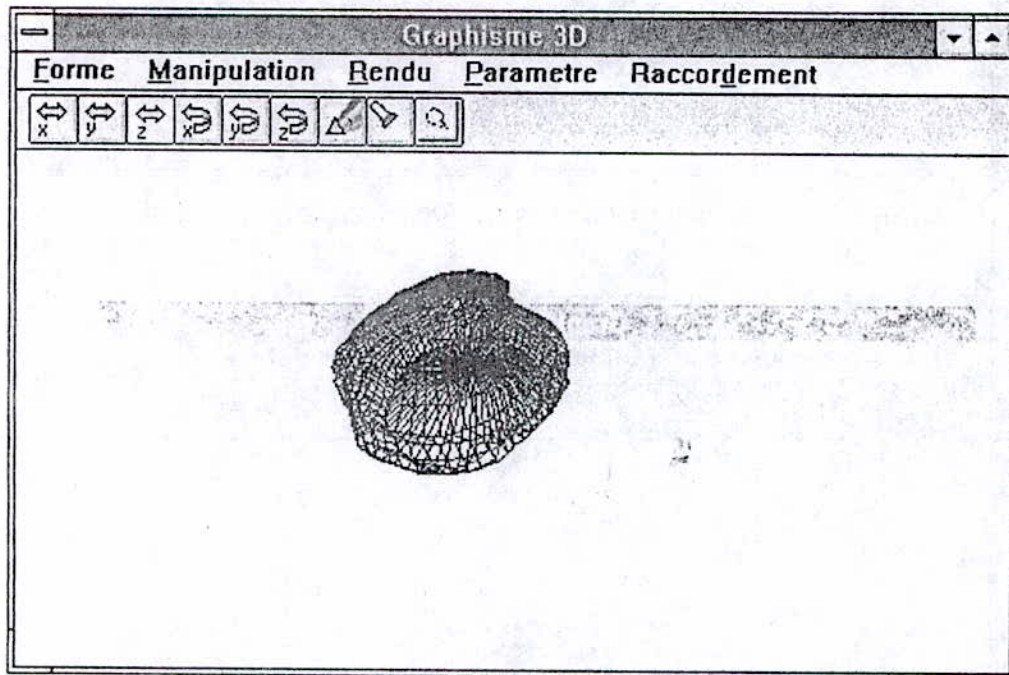 Graphisme 3D
Forme Manipulation Rendu Parametre Raccordement
x y z x y z